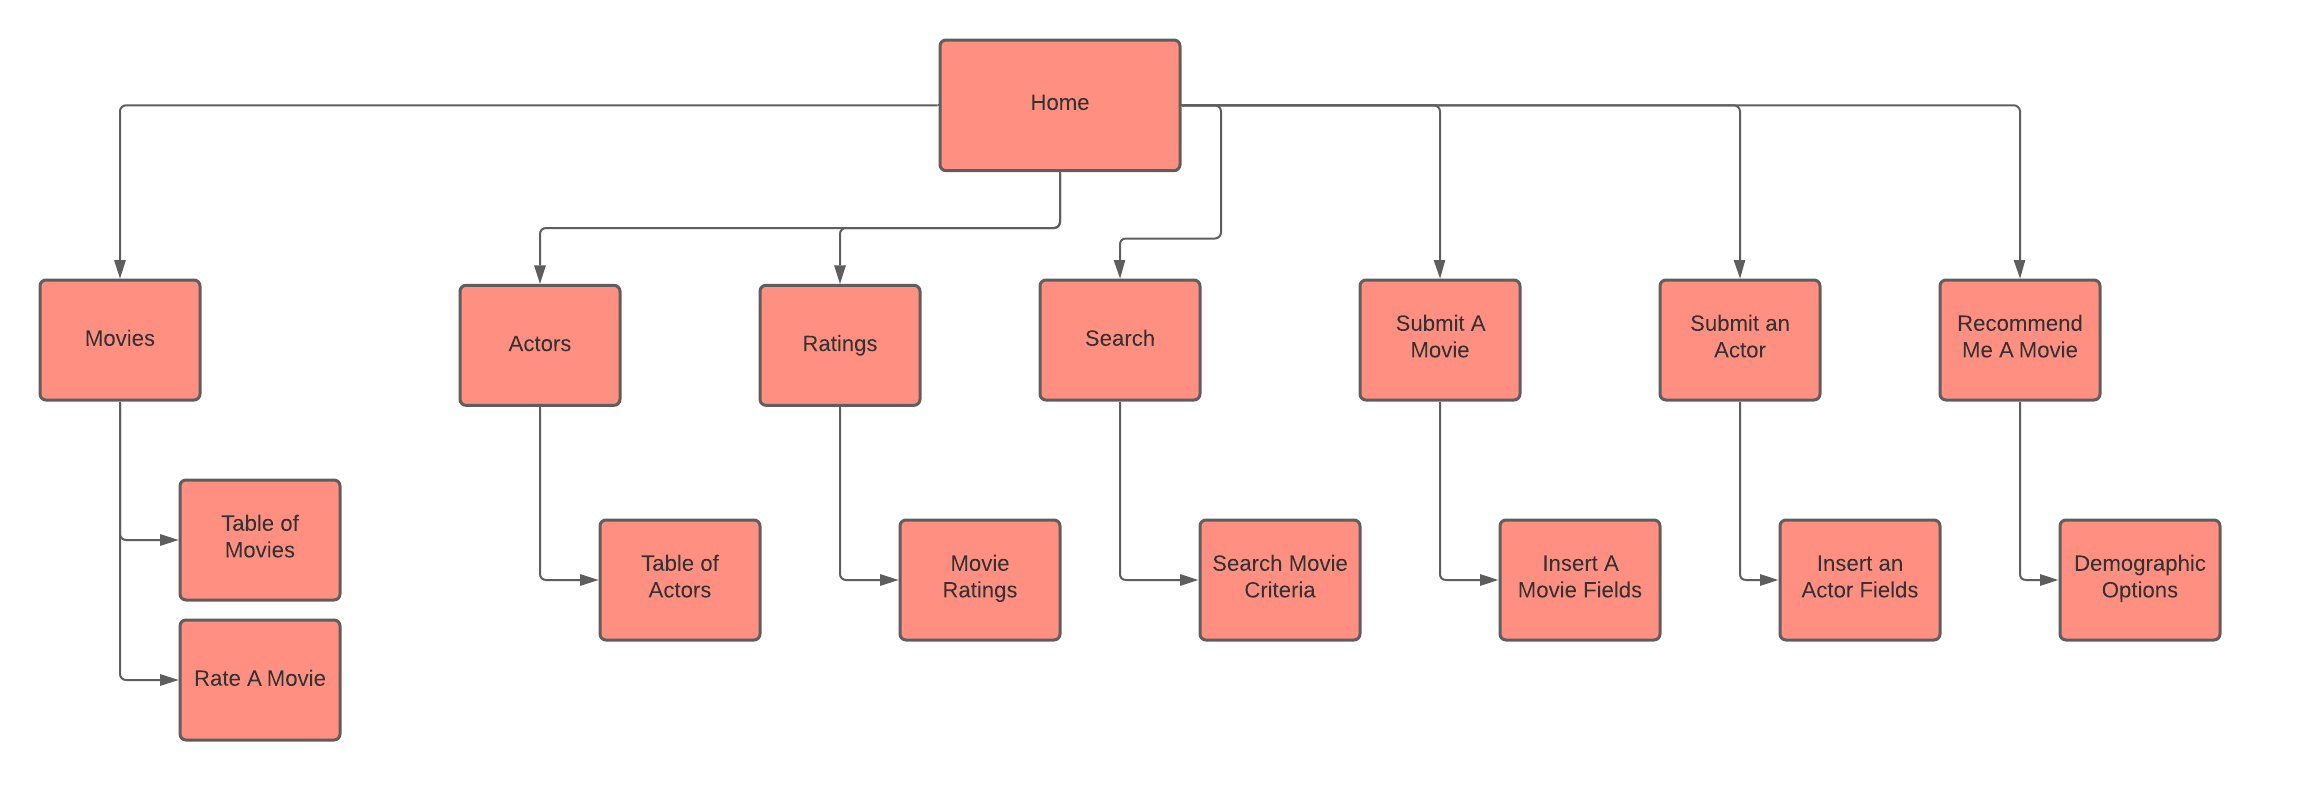 Home
Movies
Actors
Ratings
Search
Submit A
Movie
Submit an
Actor
Recommend
Me A Movie
Table of
Movies
Table of
Actors
Movie
Ratings
Search Movie
Criteria
Insert A
Movie Fields
Insert an
Actor Fields
Demographic
Options
Rate A Movie